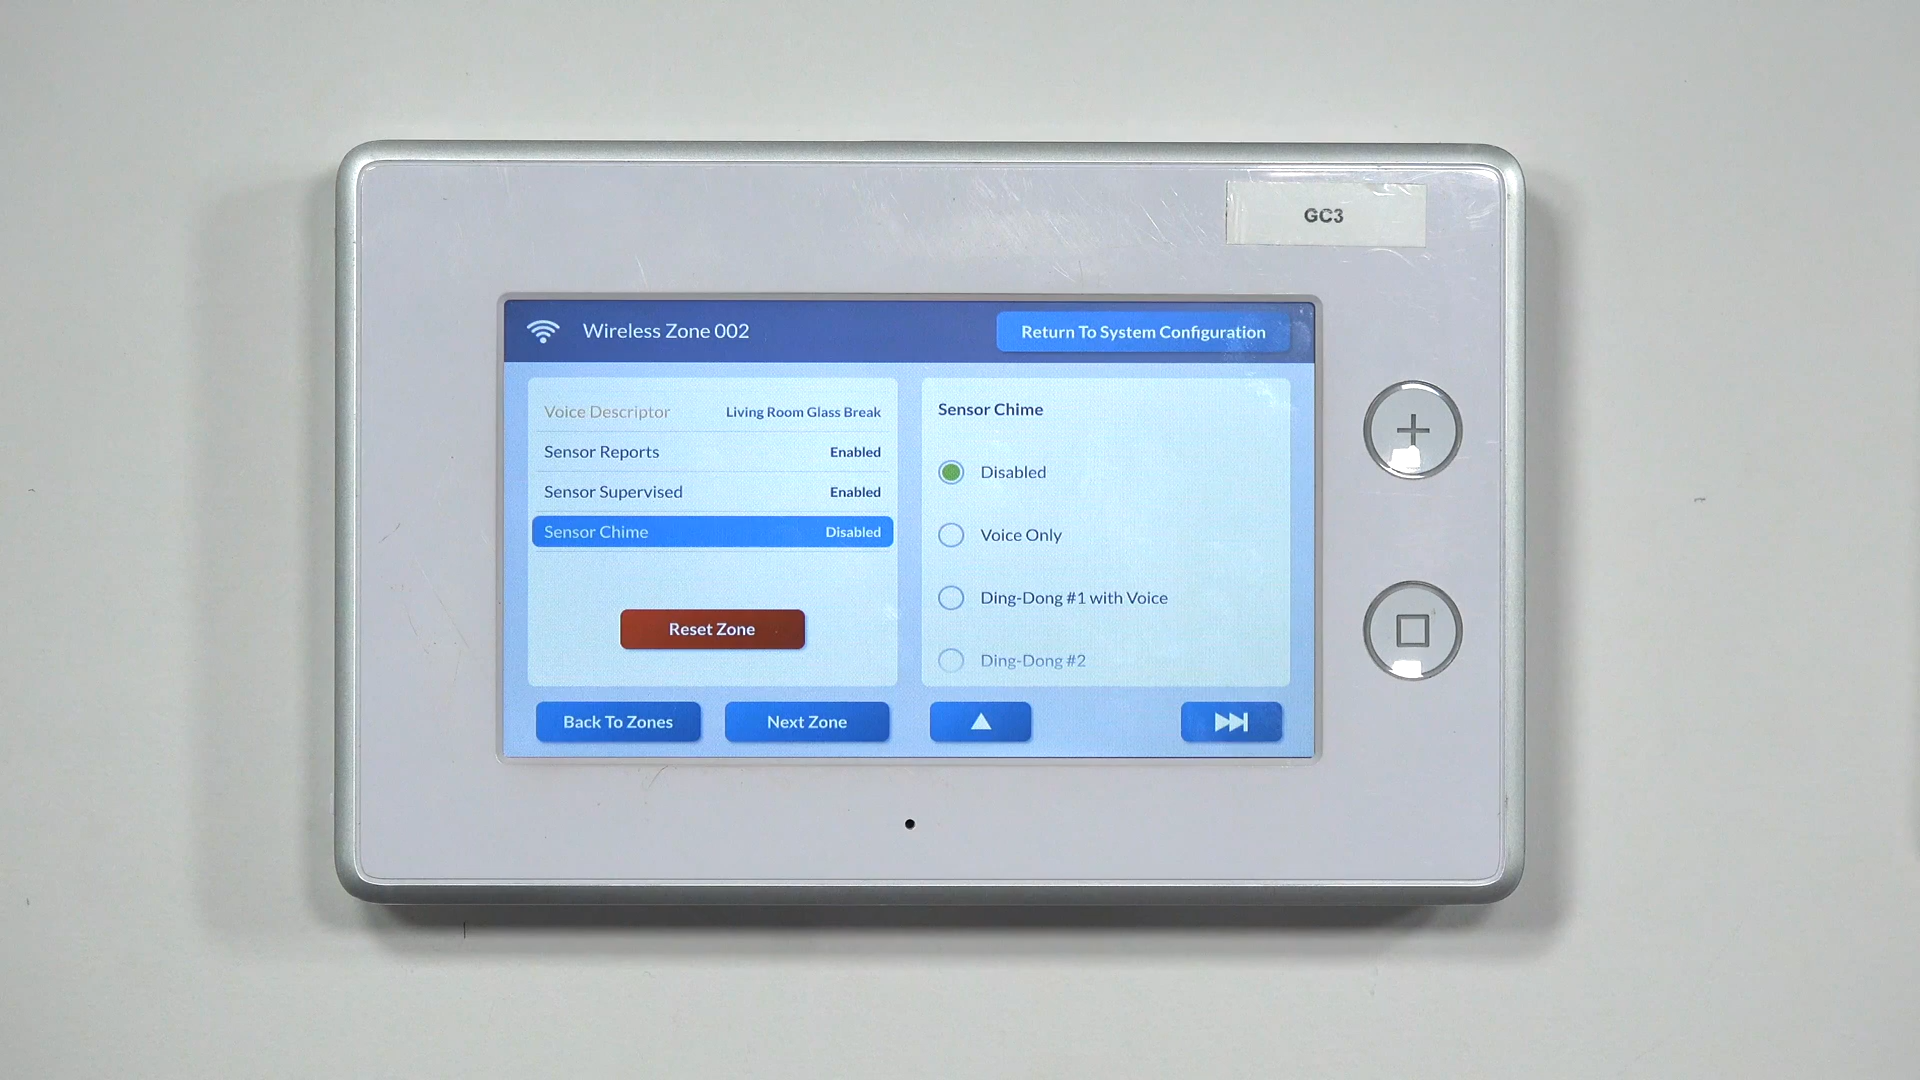 GC3
Wireless Zone 002
Return To System Configuration
Voice Descriptor Living Room Glass Break
Sensor Reports Enabled
Sensor Supervised Enabled
Sensor Chime Disabled
Reset Zone
Back To Zones
Next Zone
Sensor Chime
Disabled
Voice Only
Ding-Dong #1 with Voice
Ding-Dong #2